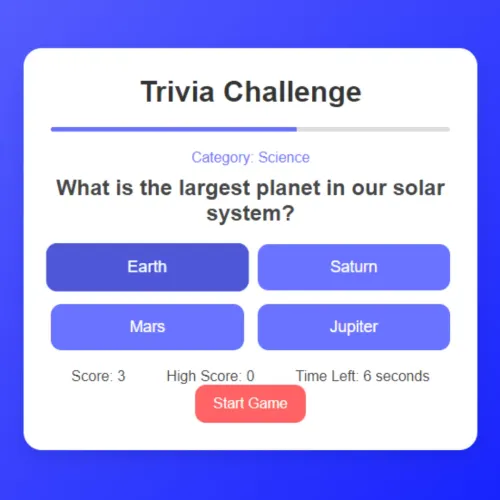 Trivia Challenge
Category: Science
What is the largest planet in our solar
system?
Earth
Saturn
Mars
Jupiter
Score: 3
High Score: 0
Time Left: 6 seconds
Start Game